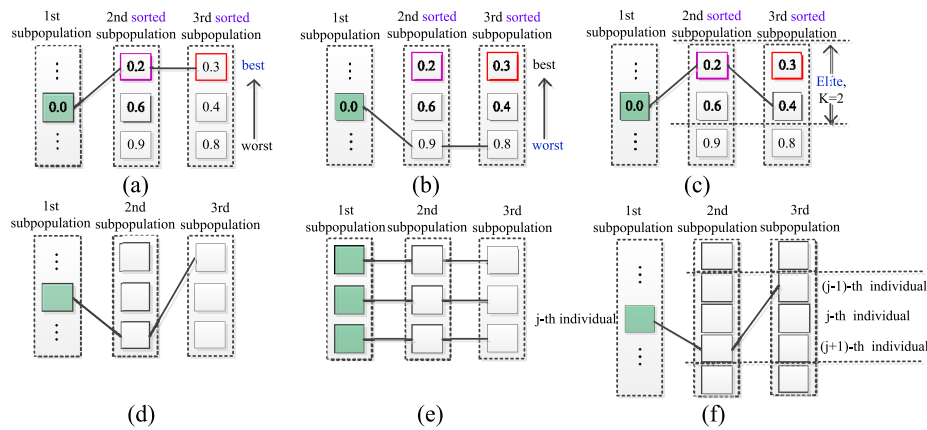 1st
subpopulation
2nd sorted
subpopulation
3rd sorted
subpopulation
0.0
0.2
0.6
0.9
0.3
0.4
0.8
best
worst
(a)
1st
subpopulation
2nd sorted
subpopulation
3rd sorted
subpopulation
0.0
0.2
0.6
0.9
0.3
0.4
0.8
best
worst
(b)
1st
subpopulation
2nd sorted
subpopulation
3rd sorted
subpopulation
0.0
0.2
0.6
0.9
0.3
0.4
0.8
Elite,
K=2
(c)
1st
subpopulation
2nd
subpopulation
3rd
subpopulation
(d)
1st
subpopulation
2nd
subpopulation
3rd
subpopulation
j-th individual
(e)
1st
subpopulation
2nd
subpopulation
3rd
subpopulation
(j-1)-th individual
j-th individual
(j+1)-th individual
(f)